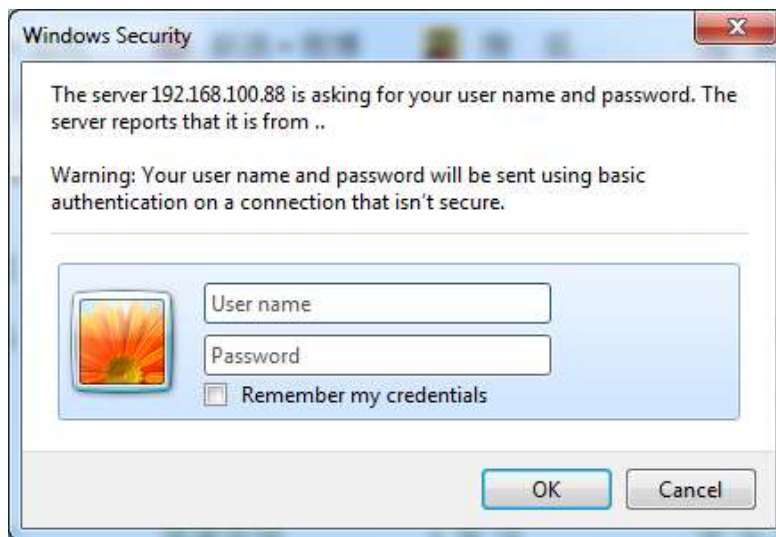 Windows Security
The server 192.168.100.88 is asking for your user name and password. The
server reports that it is from ..
Warning: Your user name and password will be sent using basic
authentication on a connection that isn't secure.
User name
Password
Remember my credentials
OK
Cancel